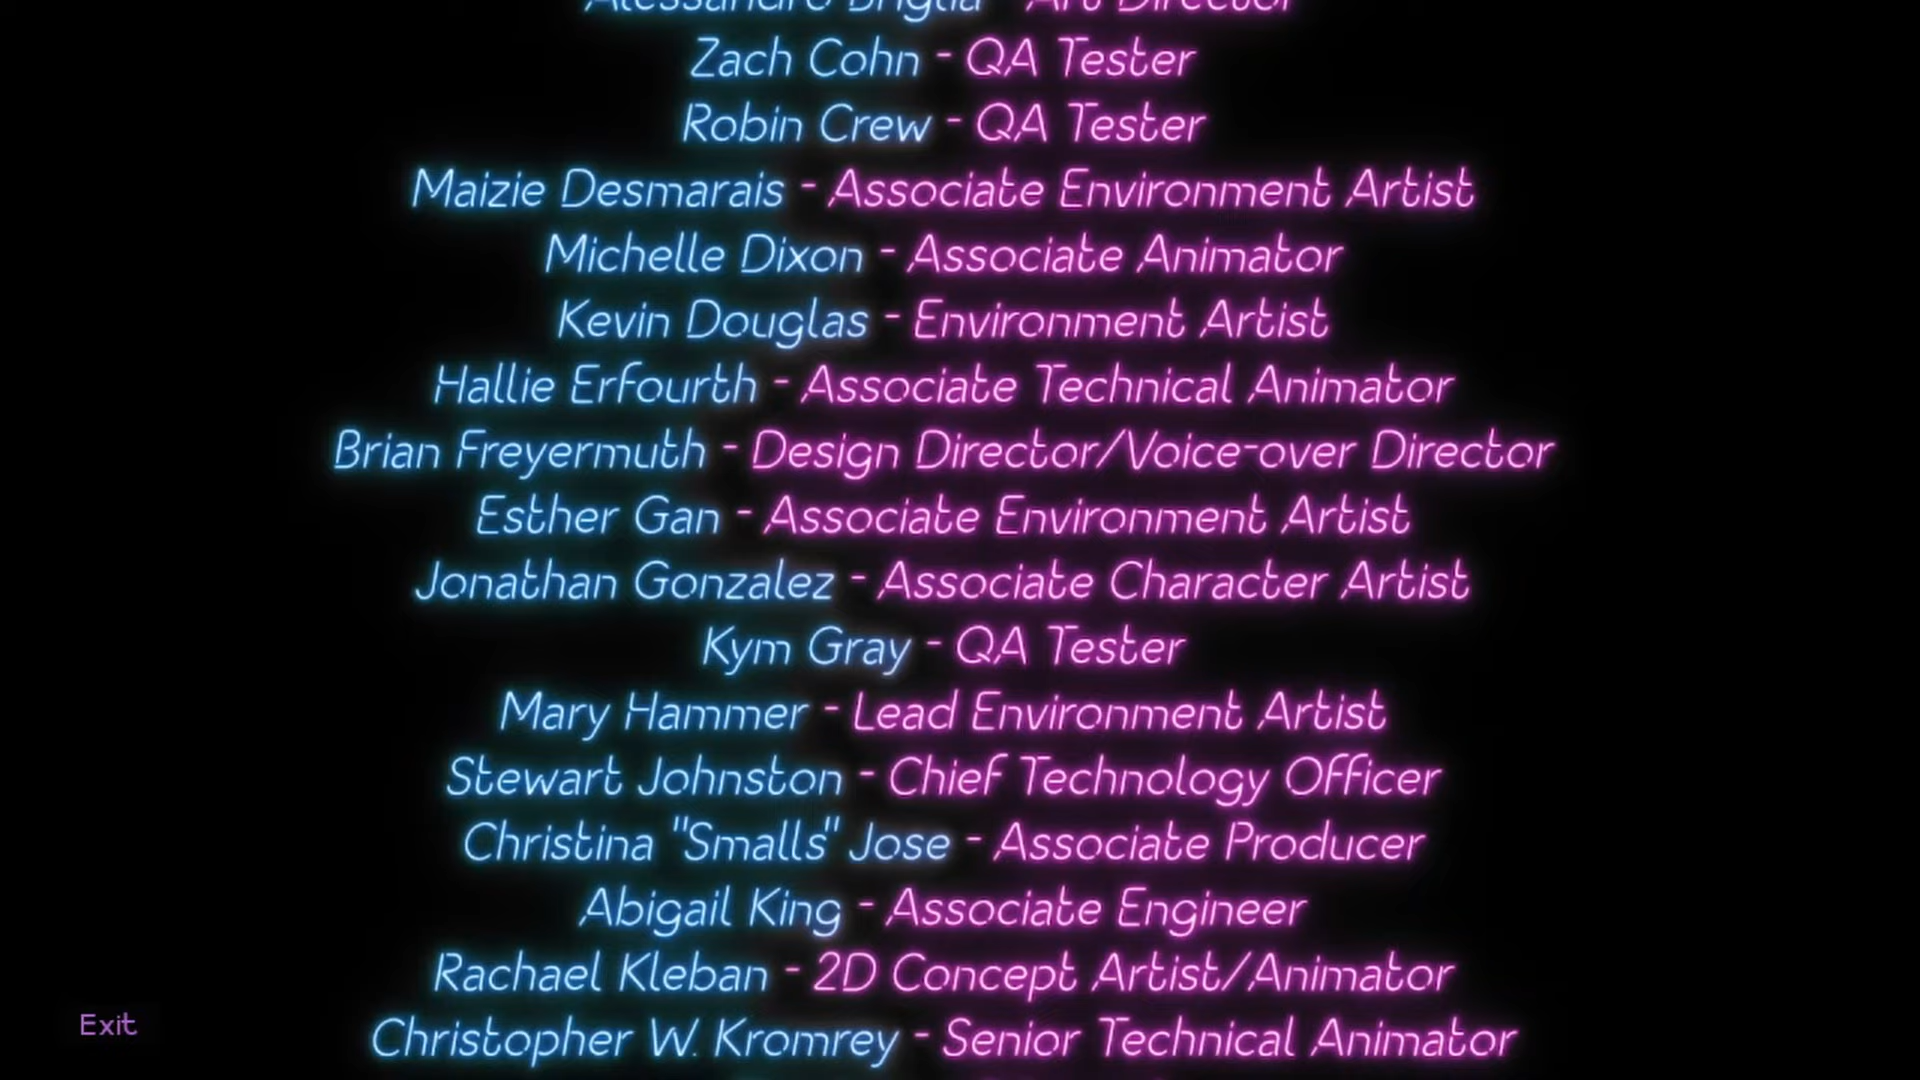 Alessandro Briglia - Art Director
Zach Cohn - QA Tester
Robin Crew - QA Tester
Maizie Desmarais - Associate Environment Artist
Michelle Dixon - Associate Animator
Kevin Douglas - Environment Artist
Hallie Erfourth - Associate Technical Animator
Brian Freyermuth - Design Director/Voice-over Director
Esther Gan - Associate Environment Artist
Jonathan Gonzalez - Associate Character Artist
Kym Gray - QA Tester
Mary Hammer - Lead Environment Artist
Stewart Johnston - Chief Technology Officer
Christina "Smalls" Jose - Associate Producer
Abigail King - Associate Engineer
Rachael Kleban - 2D Concept Artist/Animator
Exit
Christopher W. Kromrey - Senior Technical Animator